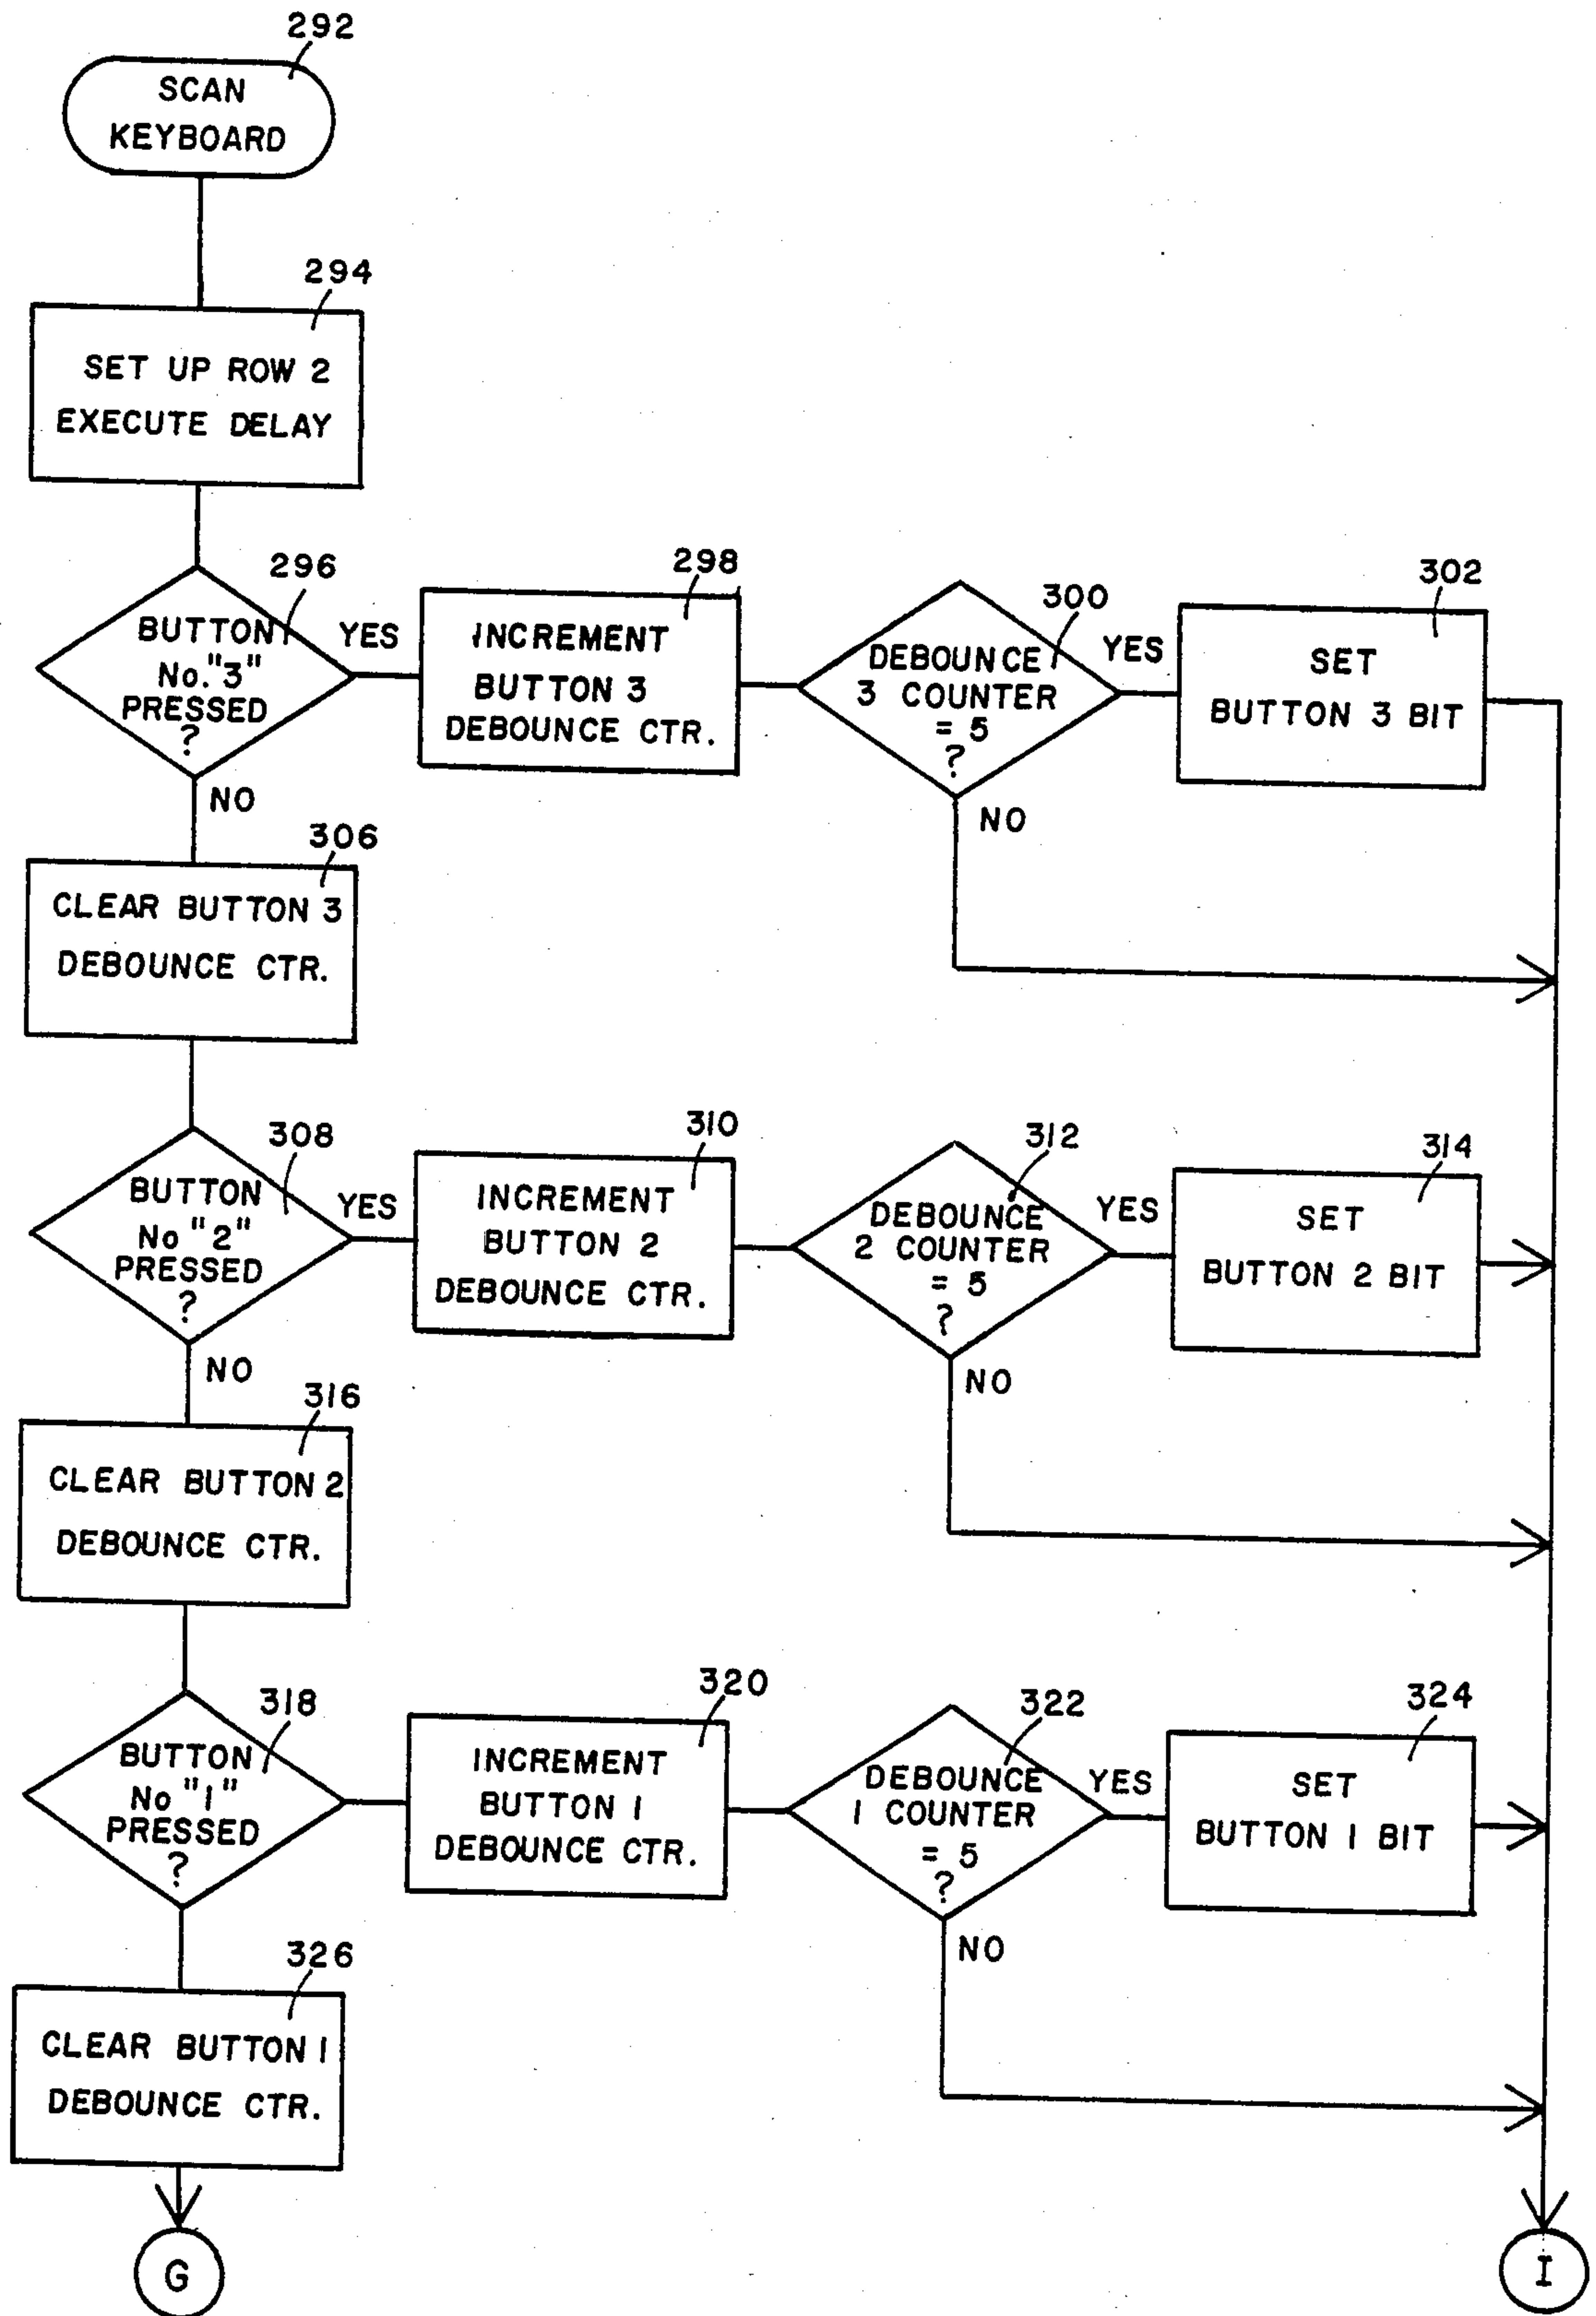 292
SCAN
KEYBOARD
294
SET UP ROW 2
EXECUTE DELAY
296
BUTTON
No."3"
PRESSED
?
YES
NO
298
INCREMENT
BUTTON 3
DEBOUNCE CTR.
300
DEBOUNCE
3 COUNTER
= 5
?
YES
NO
302
SET
BUTTON 3 BIT
306
CLEAR BUTTON 3
DEBOUNCE CTR.
308
BUTTON
No "2"
PRESSED
?
YES
NO
310
INCREMENT
BUTTON 2
DEBOUNCE CTR.
312
DEBOUNCE
2 COUNTER
= 5
?
YES
NO
314
SET
BUTTON 2 BIT
316
CLEAR BUTTON 2
DEBOUNCE CTR.
318
BUTTON
No "1"
PRESSED
?
320
INCREMENT
BUTTON 1
DEBOUNCE CTR.
322
DEBOUNCE
1 COUNTER
= 5
?
YES
NO
324
SET
BUTTON 1 BIT
326
CLEAR BUTTON 1
DEBOUNCE CTR.
G
I